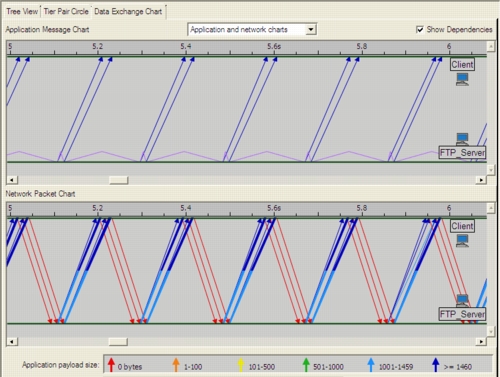 Tree View Tier Pair Circle Data Exchange Chart
Application Message Chart Application and network charts Show Dependencies
5 5.2 5.4 5.6s 5.8 6
Client
FTP_Server
Network Packet Chart
5 5.2 5.4 5.6s 5.8 6
Client
FTP_Server
Application payload size: 0 bytes 1-100 101-500 501-1000 1001-1459 >= 1460